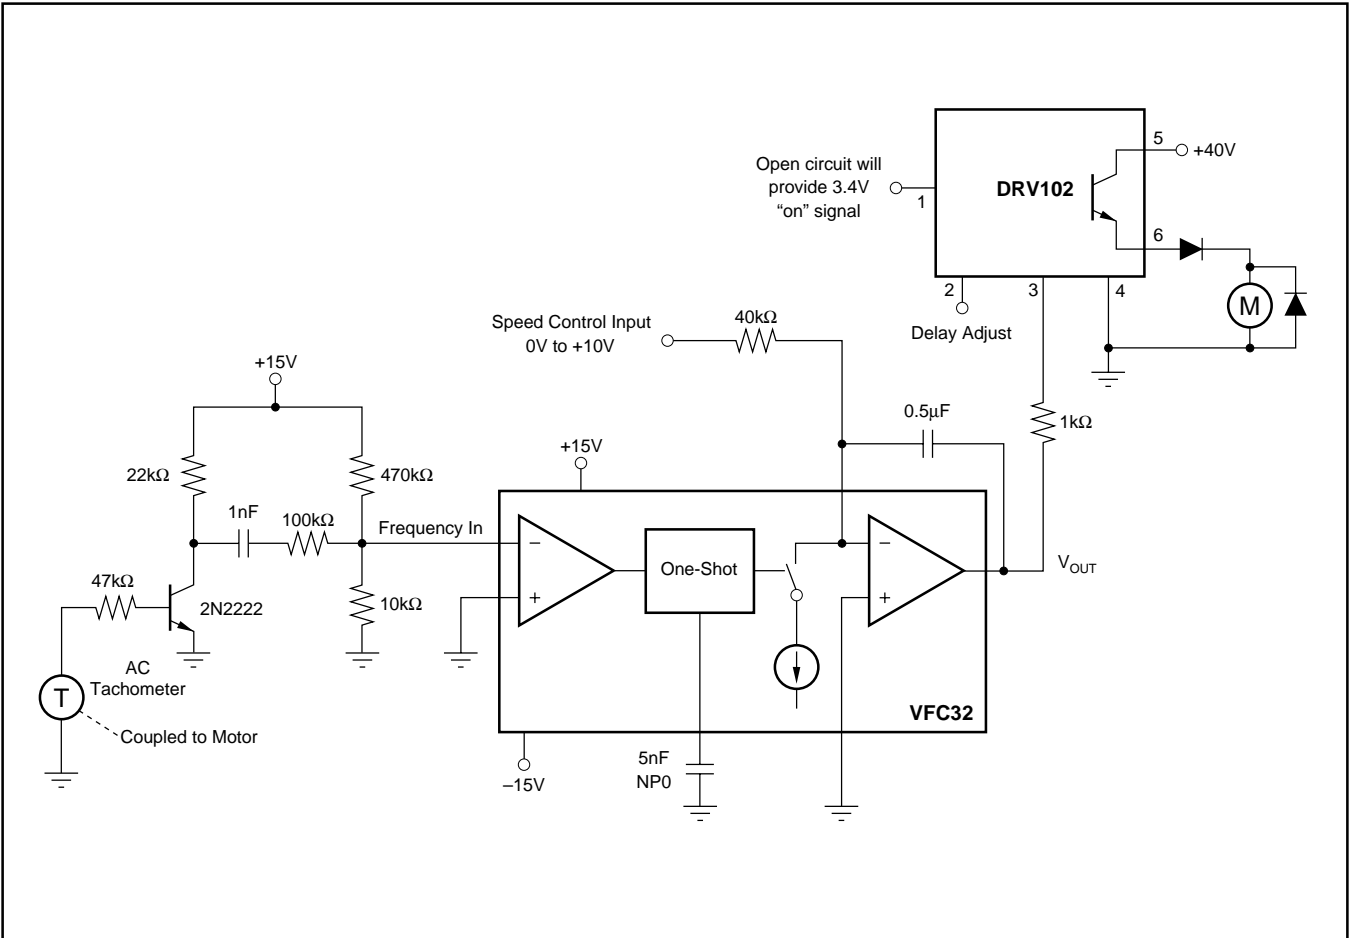 Open circuit will
provide 3.4V
“on” signal
1
DRV102
5
+40V
6
2
3
4
Delay Adjust
M
Speed Control Input
0V to +10V
40kΩ
0.5µF
1kΩ
+15V
22kΩ
470kΩ
1nF
100kΩ
Frequency In
47kΩ
2N2222
10kΩ
AC
Tachometer
T
Coupled to Motor
+15V
–
+
One-Shot
–
+
VOUT
VFC32
–15V
5nF
NP0